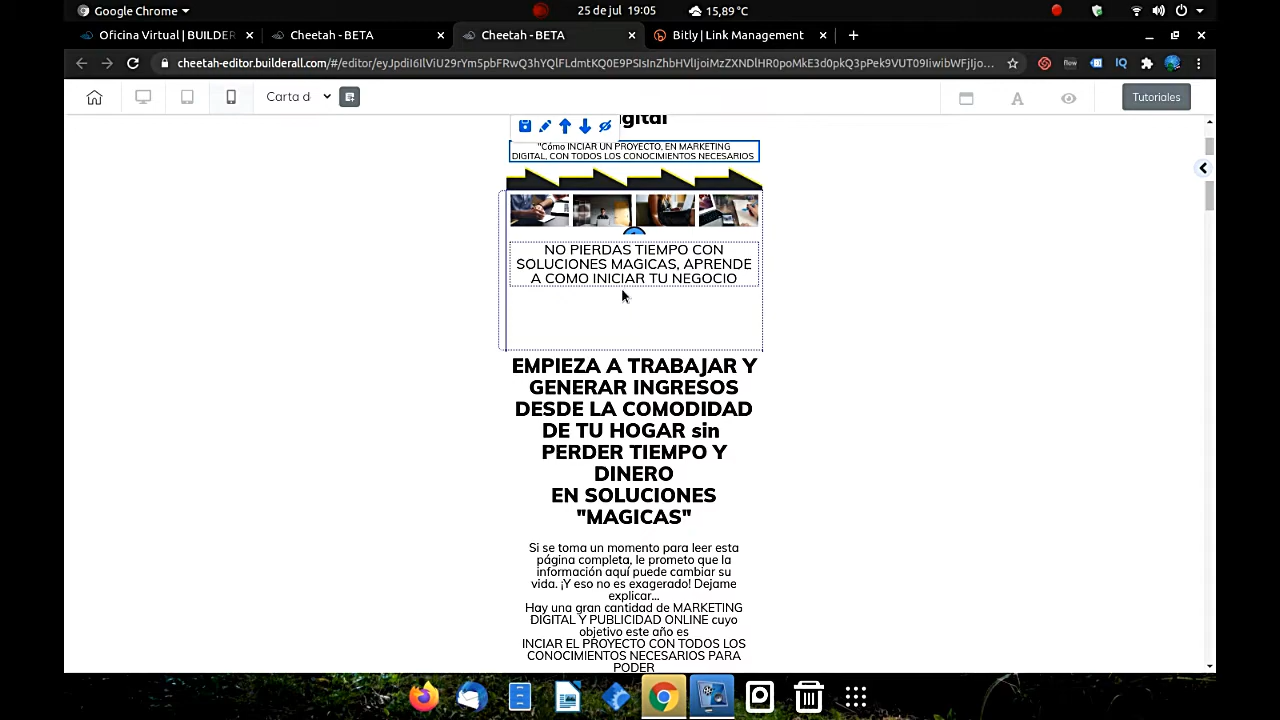 Google Chrome
25 de jul 19:05
15,89 °C
Oficina Virtual | BUILDER
Cheetah - BETA
Cheetah - BETA
Bitly | Link Management
flow
IQ
Carta d
Tutoriales
gital
"Cómo INCIAR UN PROYECTO, EN MARKETING
DIGITAL, CON TODOS LOS CONOCIMIENTOS NECESARIOS
NO PIERDAS TIEMPO CON
SOLUCIONES MAGICAS, APRENDE
A COMO INICIAR TU NEGOCIO
EMPIEZA A TRABAJAR Y
GENERAR INGRESOS
DESDE LA COMODIDAD
DE TU HOGAR sin
PERDER TIEMPO Y
DINERO
EN SOLUCIONES
"MAGICAS"
Si se toma un momento para leer esta
página completa, le prometo que la
información aquí puede cambiar su
vida. ¡Y eso no es exagerado! Dejame
explicar...
Hay una gran cantidad de MARKETING
DIGITAL Y PUBLICIDAD ONLINE cuyo
objetivo este año es
INCIAR EL PROYECTO CON TODOS LOS
CONOCIMIENTOS NECESARIOS PARA
PODER